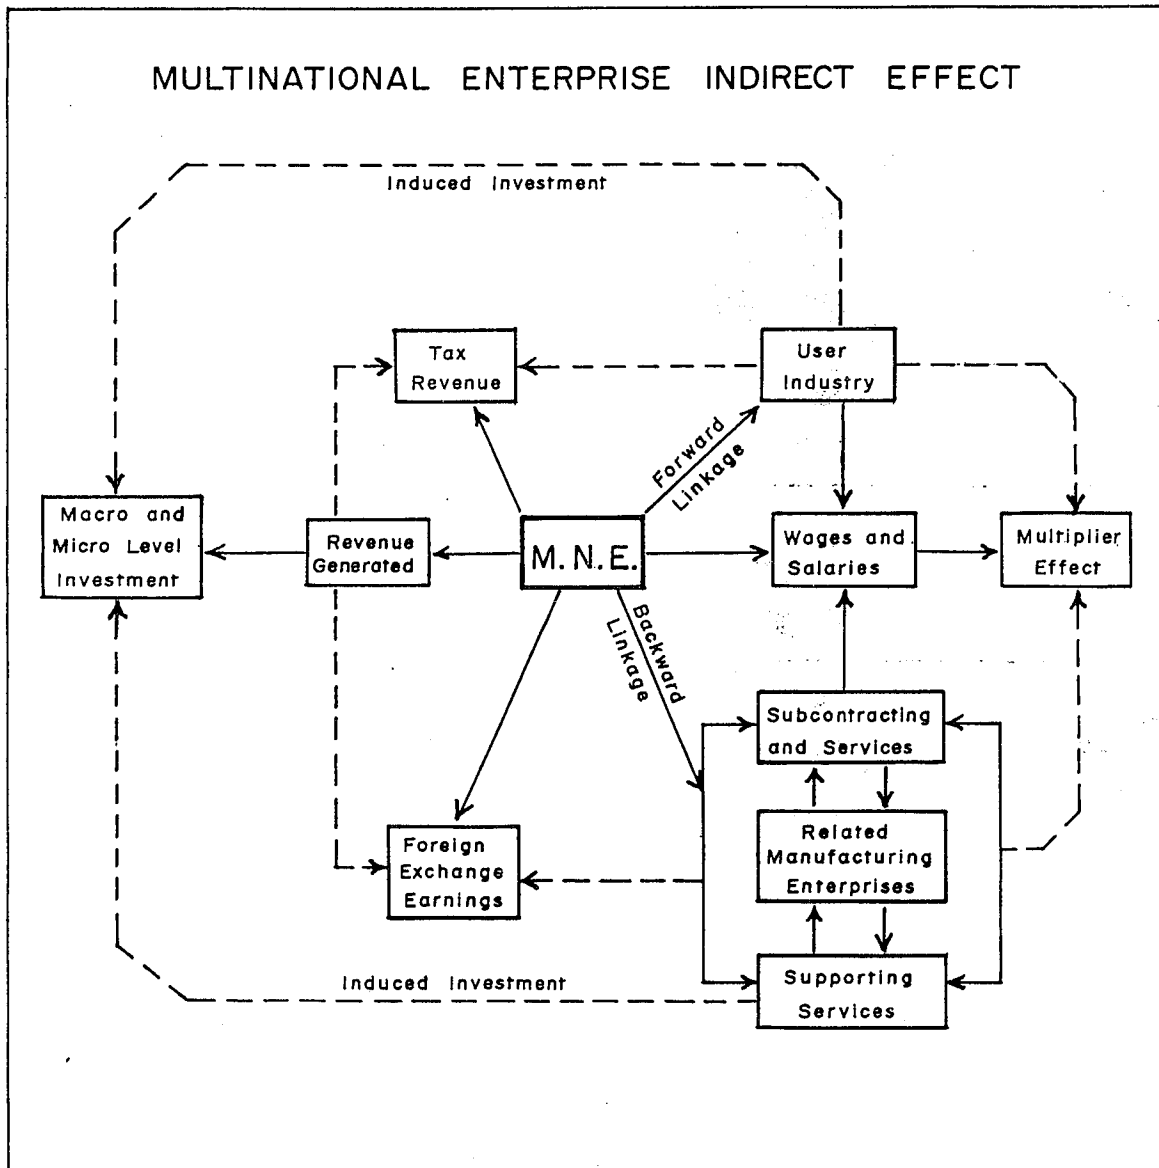 MULTINATIONAL ENTERPRISE INDIRECT EFFECT
Induced Investment
Tax
Revenue
User
Industry
Forward
Linkage
Macro and
Micro Level
Investment
Revenue
Generated
M.N.E.
Wages and
Salaries
Multiplier
Effect
Backward
Linkage
Subcontracting
and Services
Related
Manufacturing
Enterprises
Foreign
Exchange
Earnings
Supporting
Services
Induced Investment